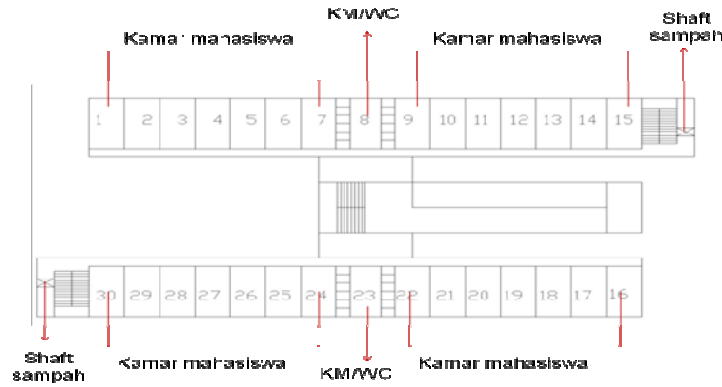 KM/WC
Kamar mahasiswa
Kamar mahasiswa
Shaft
sampah
1 2 3 4 5 6 7 8 9 10 11 12 13 14 15
30 29 28 27 26 25 24 23 22 21 20 19 18 17 16
Shaft
sampah
Kamar mahasiswa
KM/WC
Kamar mahasiswa